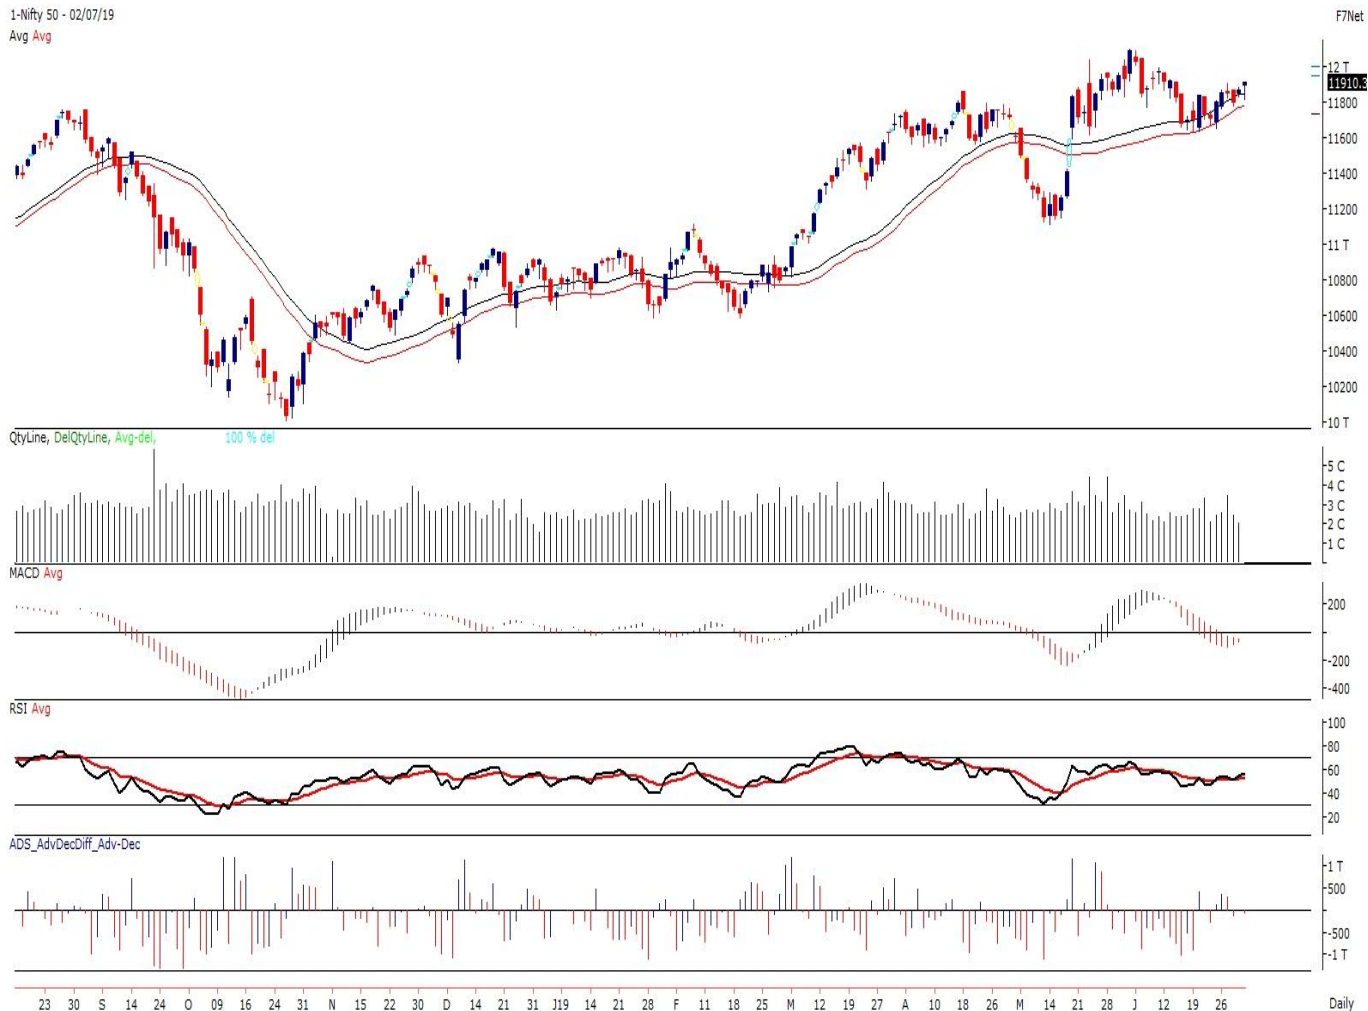 1-Nifty 50 - 02/07/19
F7Net
Avg Avg
12 T
11910.3
11800
11600
11400
11200
11 T
10800
10600
10400
10200
10 T
QtyLine, DelQtyLine, Avg-del, 100 % del
5 C
4 C
3 C
2 C
1 C
MACD Avg
200
-200
-400
RSI Avg
100
80
60
40
20
ADS_AdvDecDiff_Adv-Dec
1 T
500
-500
-1 T
23 30 S 14 24 O 09 16 24 31 N 15 22 30 D 14 21 31 J19 14 21 28 F 11 18 25 M 12 19 27 A 10 18 26 M 14 21 28 J 12 19 26 Daily